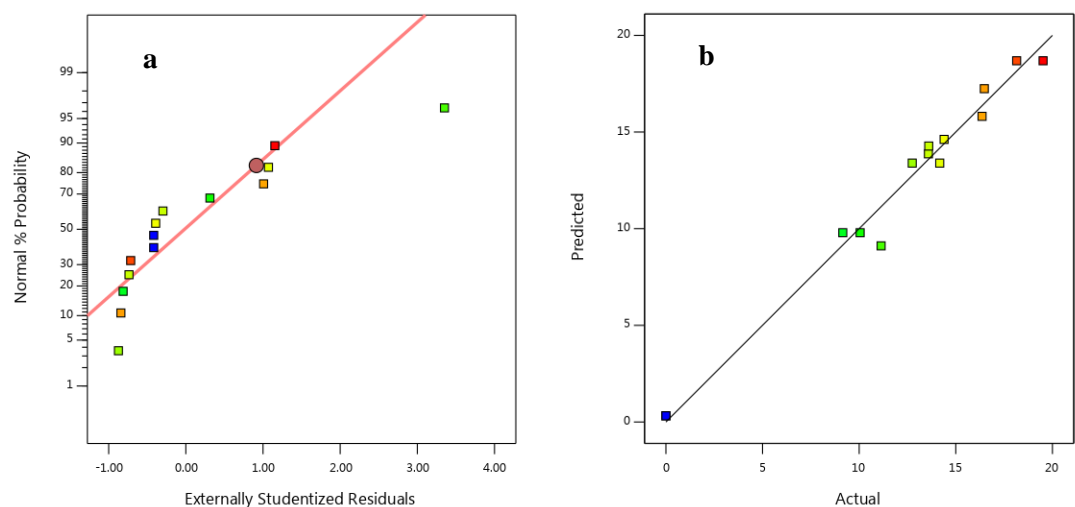 a
Normal % Probability
99
95
90
80
70
50
30
20
10
5
1
-1.00 0.00 1.00 2.00 3.00 4.00
Externally Studentized Residuals
b
Predicted
20
15
10
5
0
0 5 10 15 20
Actual